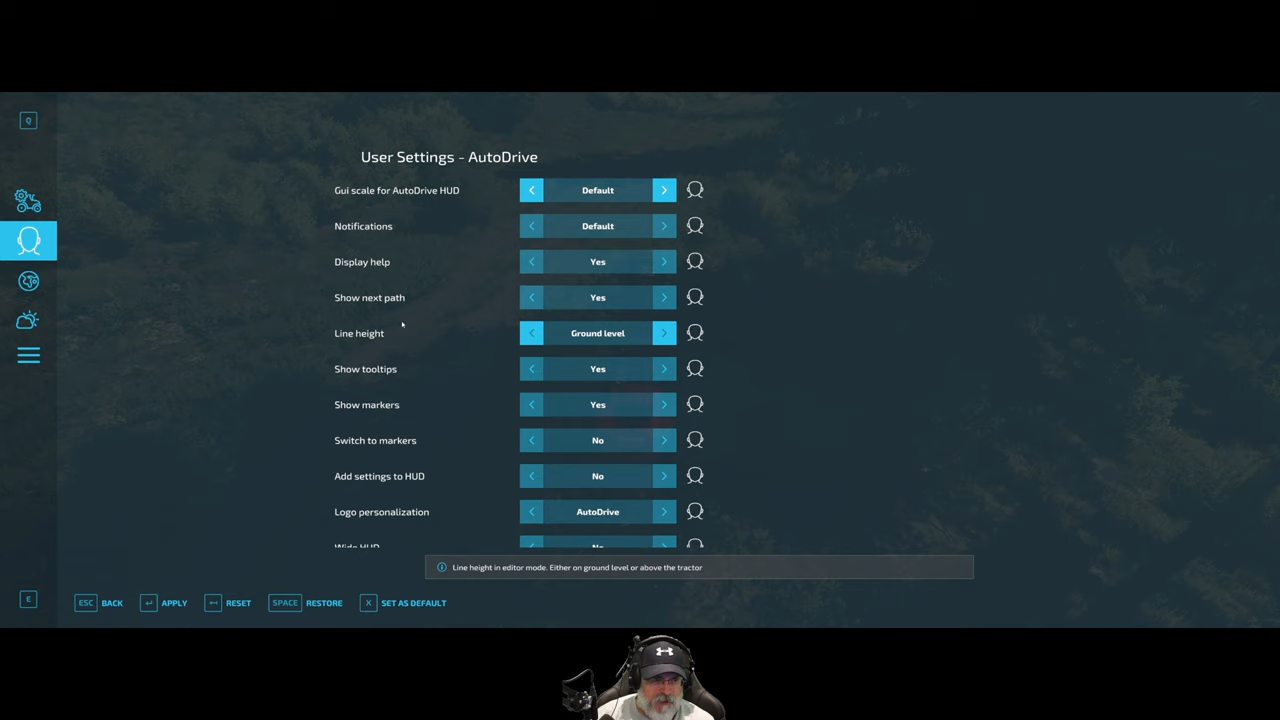 Q
User Settings - AutoDrive
Gui scale for AutoDrive HUD Default
Notifications Default
Display help Yes
Show next path Yes
Line height Ground level
Show tooltips Yes
Show markers Yes
Switch to markers No
Add settings to HUD No
Logo personalization AutoDrive
Wide HUD No
Line height in editor mode. Either on ground level or above the tractor
E
ESC BACK APPLY RESET SPACE RESTORE X SET AS DEFAULT